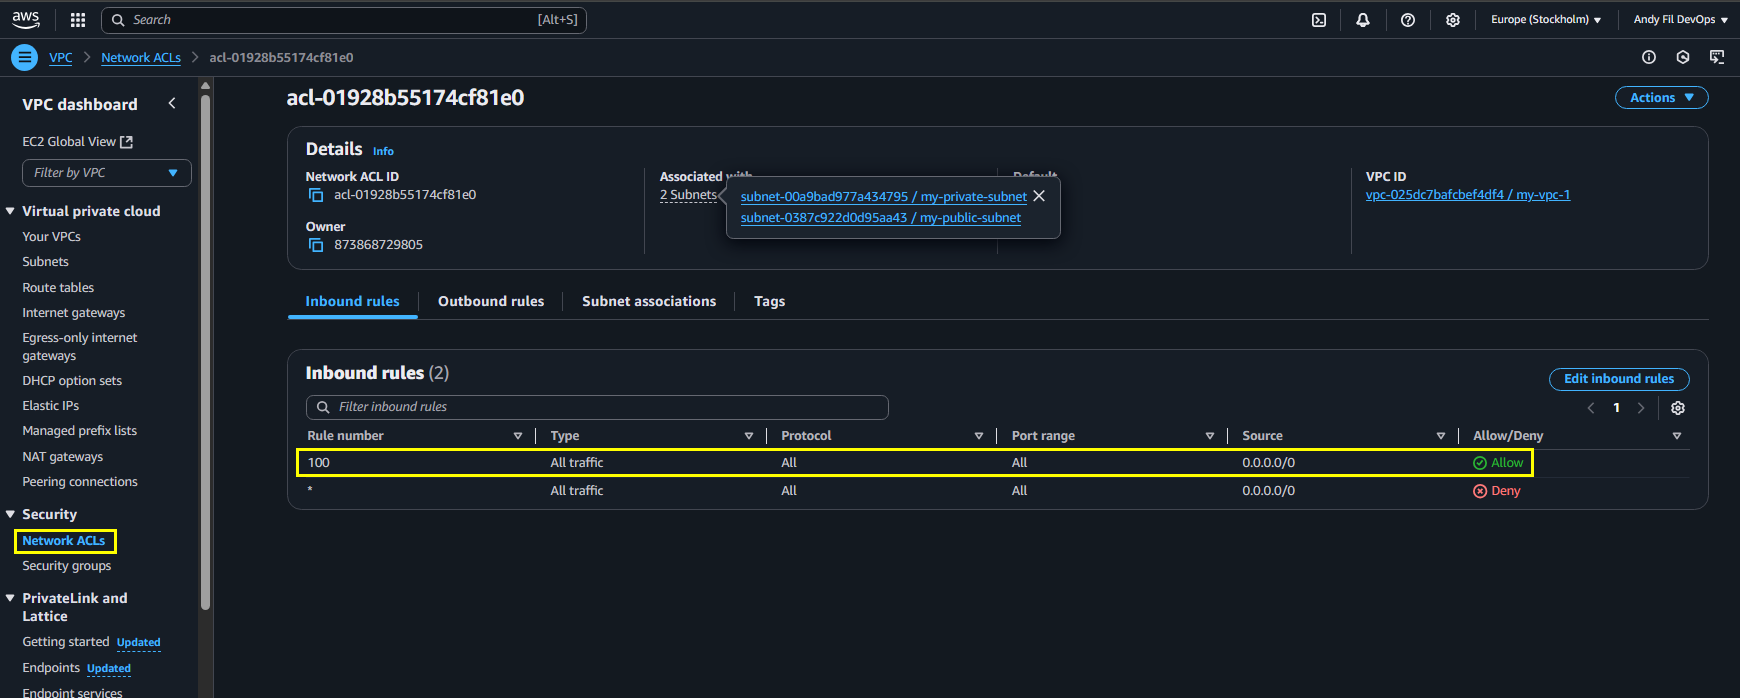 aws
Search [Alt+S]
Europe (Stockholm) Andy Fil DevOps
VPC Network ACLs acl-01928b55174cf81e0
VPC dashboard
EC2 Global View
Filter by VPC
Virtual private cloud
Your VPCs
Subnets
Route tables
Internet gateways
Egress-only internet
gateways
DHCP option sets
Elastic IPs
Managed prefix lists
NAT gateways
Peering connections
Security
Network ACLs
Security groups
PrivateLink and
Lattice
Getting started Updated
Endpoints Updated
Endpoint services
acl-01928b55174cf81e0
Actions
Details Info
Network ACL ID
acl-01928b55174cf81e0
Owner
873868729805
Associated with
2 Subnets
subnet-00a9bad977a434795 / my-private-subnet
subnet-0387c922d0d95aa43 / my-public-subnet
Default
VPC ID
vpc-025dc7bafcbef4df4 / my-vpc-1
Inbound rules Outbound rules Subnet associations Tags
Inbound rules (2)
Edit inbound rules
Filter inbound rules
1
Rule number Type Protocol Port range Source Allow/Deny
100 All traffic All All 0.0.0.0/0 Allow
* All traffic All All 0.0.0.0/0 Deny